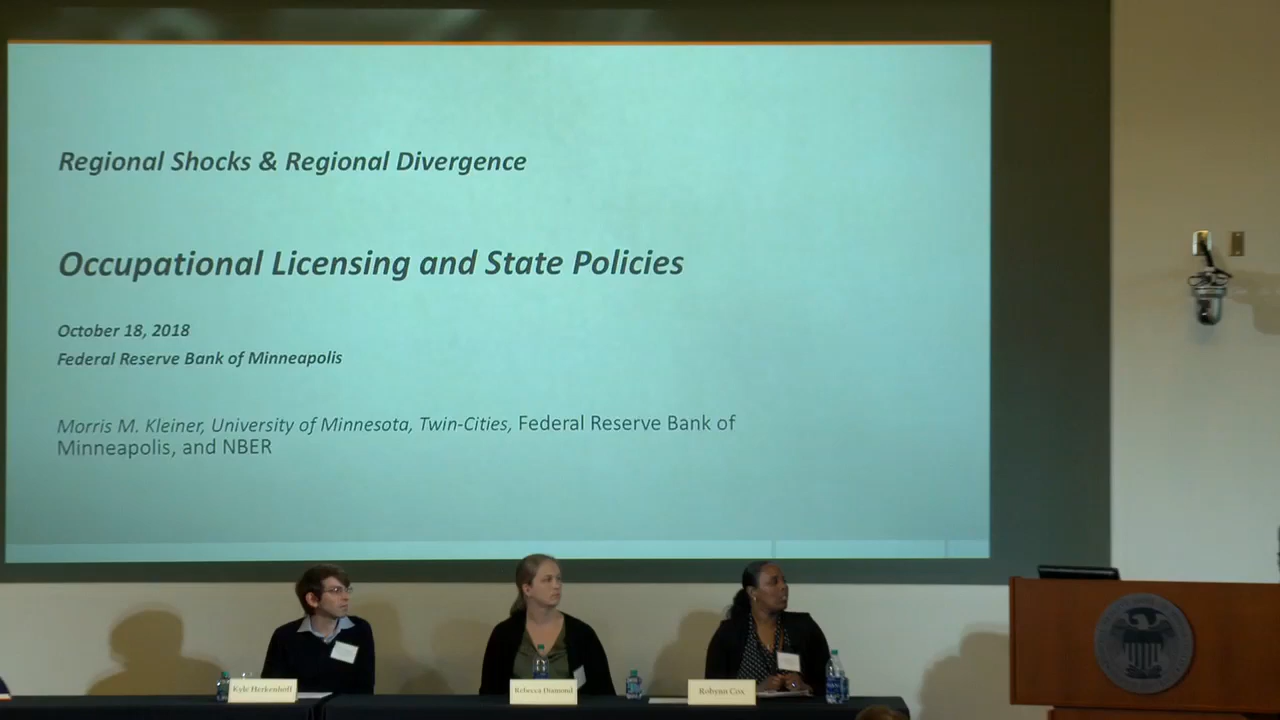 Regional Shocks & Regional Divergence
Occupational Licensing and State Policies
October 18, 2018
Federal Reserve Bank of Minneapolis
Morris M. Kleiner, University of Minnesota, Twin-Cities, Federal Reserve Bank of
Minneapolis, and NBER
Kyle Herkenhoff
Rebecca Diamond
Robynn Cox